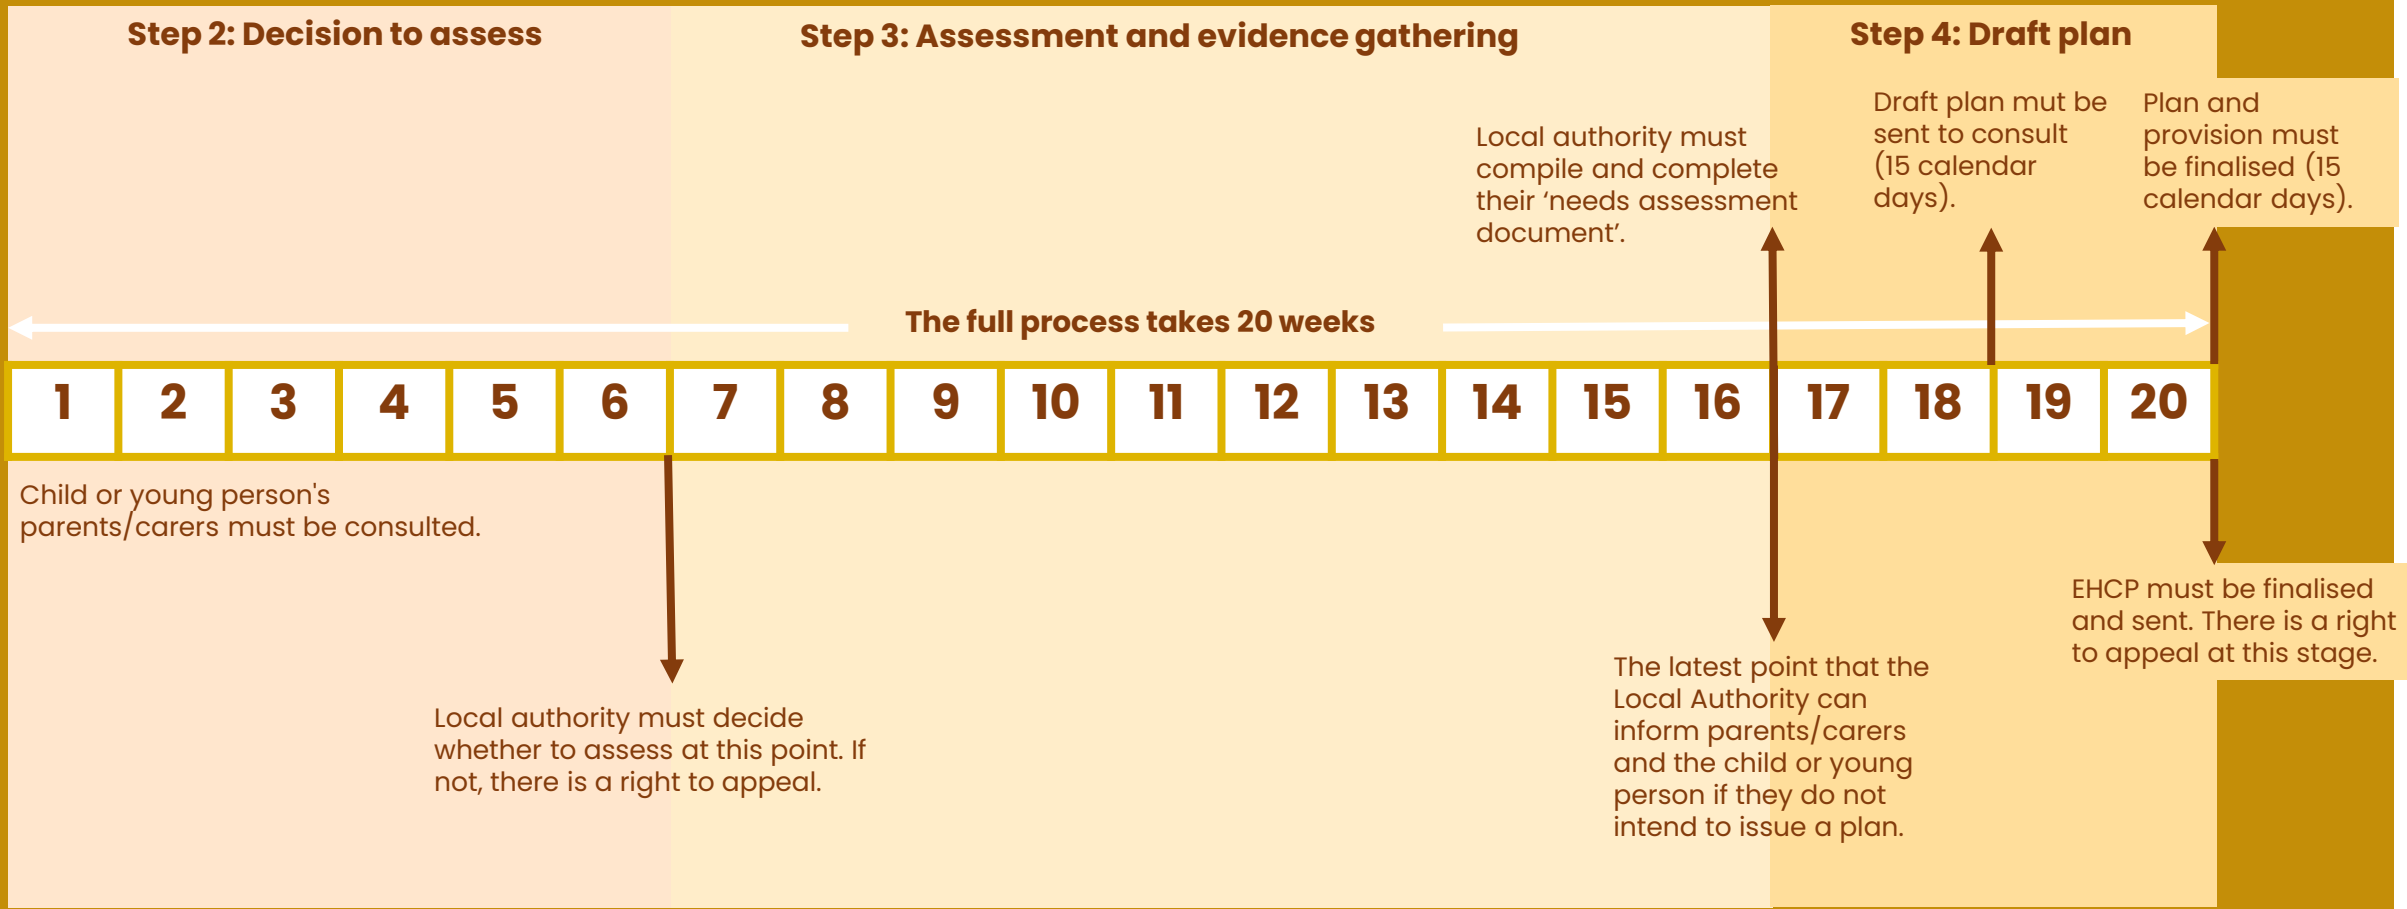 Step 2: Decision to assess
Step 3: Assessment and evidence gathering
Step 4: Draft plan
Local authority must
compile and complete
their ‘needs assessment
document’.
Draft plan mut be
sent to consult
(15 calendar
days).
Plan and
provision must
be finalised (15
calendar days).
The full process takes 20 weeks
1 2 3 4 5 6 7 8 9 10 11 12 13 14 15 16 17 18 19 20
Child or young person's
parents/carers must be consulted.
Local authority must decide
whether to assess at this point. If
not, there is a right to appeal.
The latest point that the
Local Authority can
inform parents/carers
and the child or young
person if they do not
intend to issue a plan.
EHCP must be finalised
and sent. There is a right
to appeal at this stage.